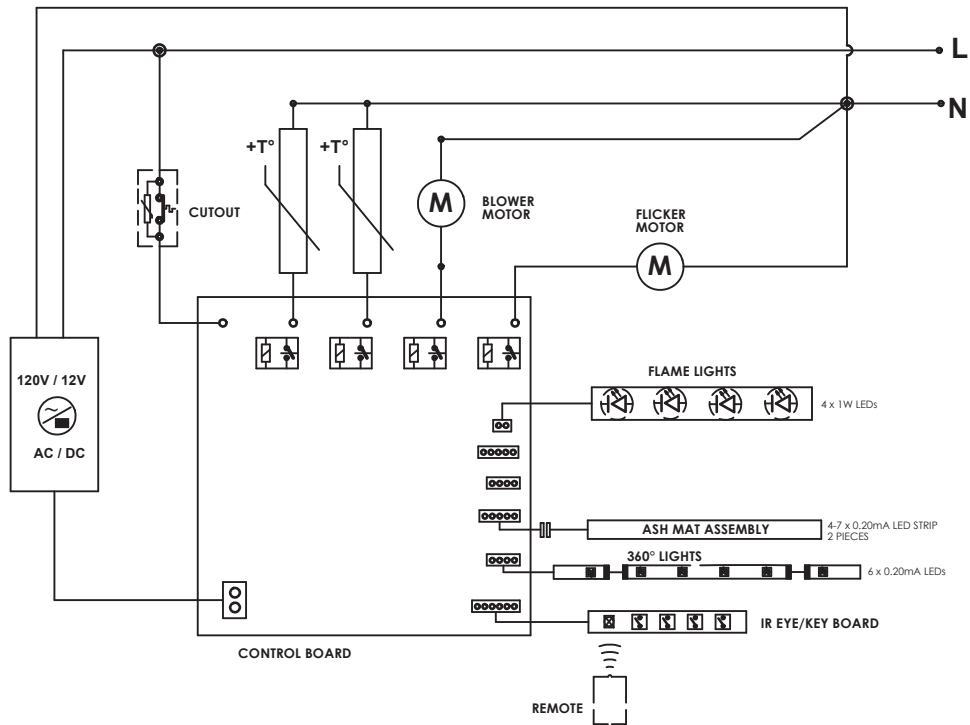 L
N
+T°
+T°
CUTOUT
M
BLOWER
MOTOR
FLICKER
MOTOR
M
120V / 12V
AC / DC
FLAME LIGHTS
4 x 1W LEDs
ASH MAT ASSEMBLY
4-7 x 0.20mA LED STRIP
2 PIECES
360° LIGHTS
6 x 0.20mA LEDs
IR EYE/KEY BOARD
CONTROL BOARD
REMOTE